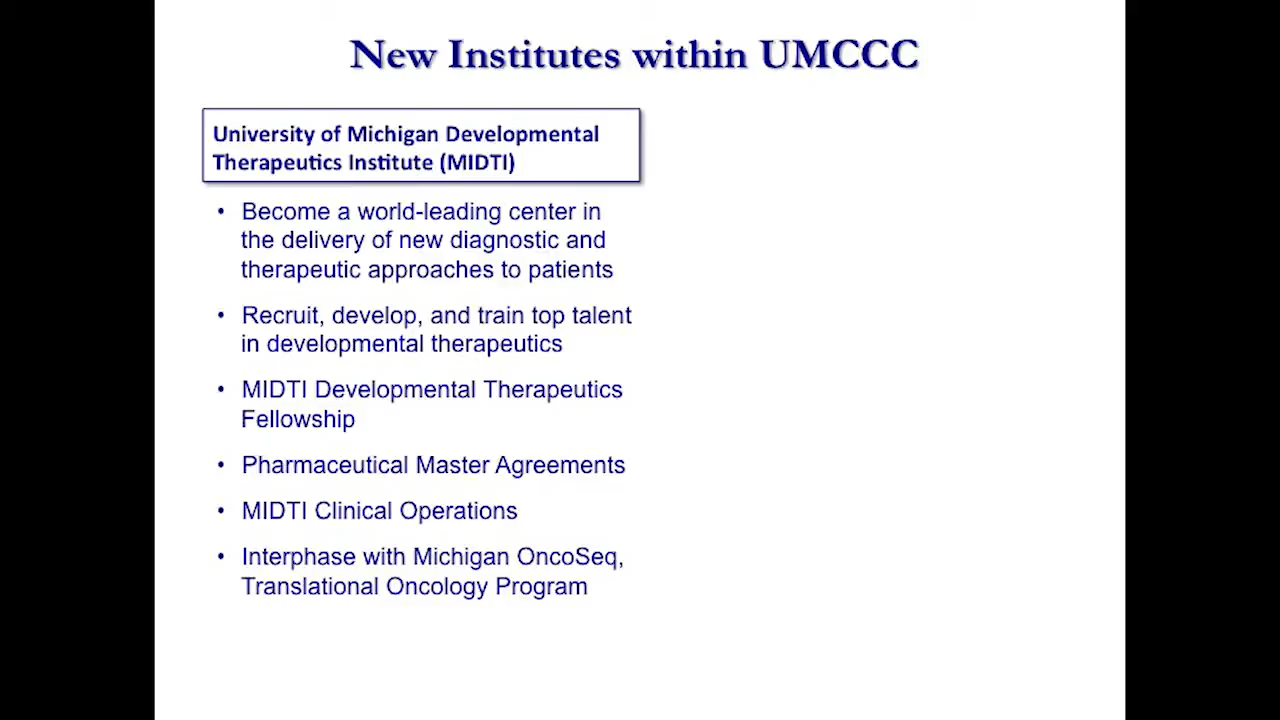 New Institutes within UMCCC
University of Michigan Developmental
Therapeutics Institute (MIDTI)
• Become a world-leading center in
the delivery of new diagnostic and
therapeutic approaches to patients
• Recruit, develop, and train top talent
in developmental therapeutics
• MIDTI Developmental Therapeutics
Fellowship
• Pharmaceutical Master Agreements
• MIDTI Clinical Operations
• Interphase with Michigan OncoSeq,
Translational Oncology Program